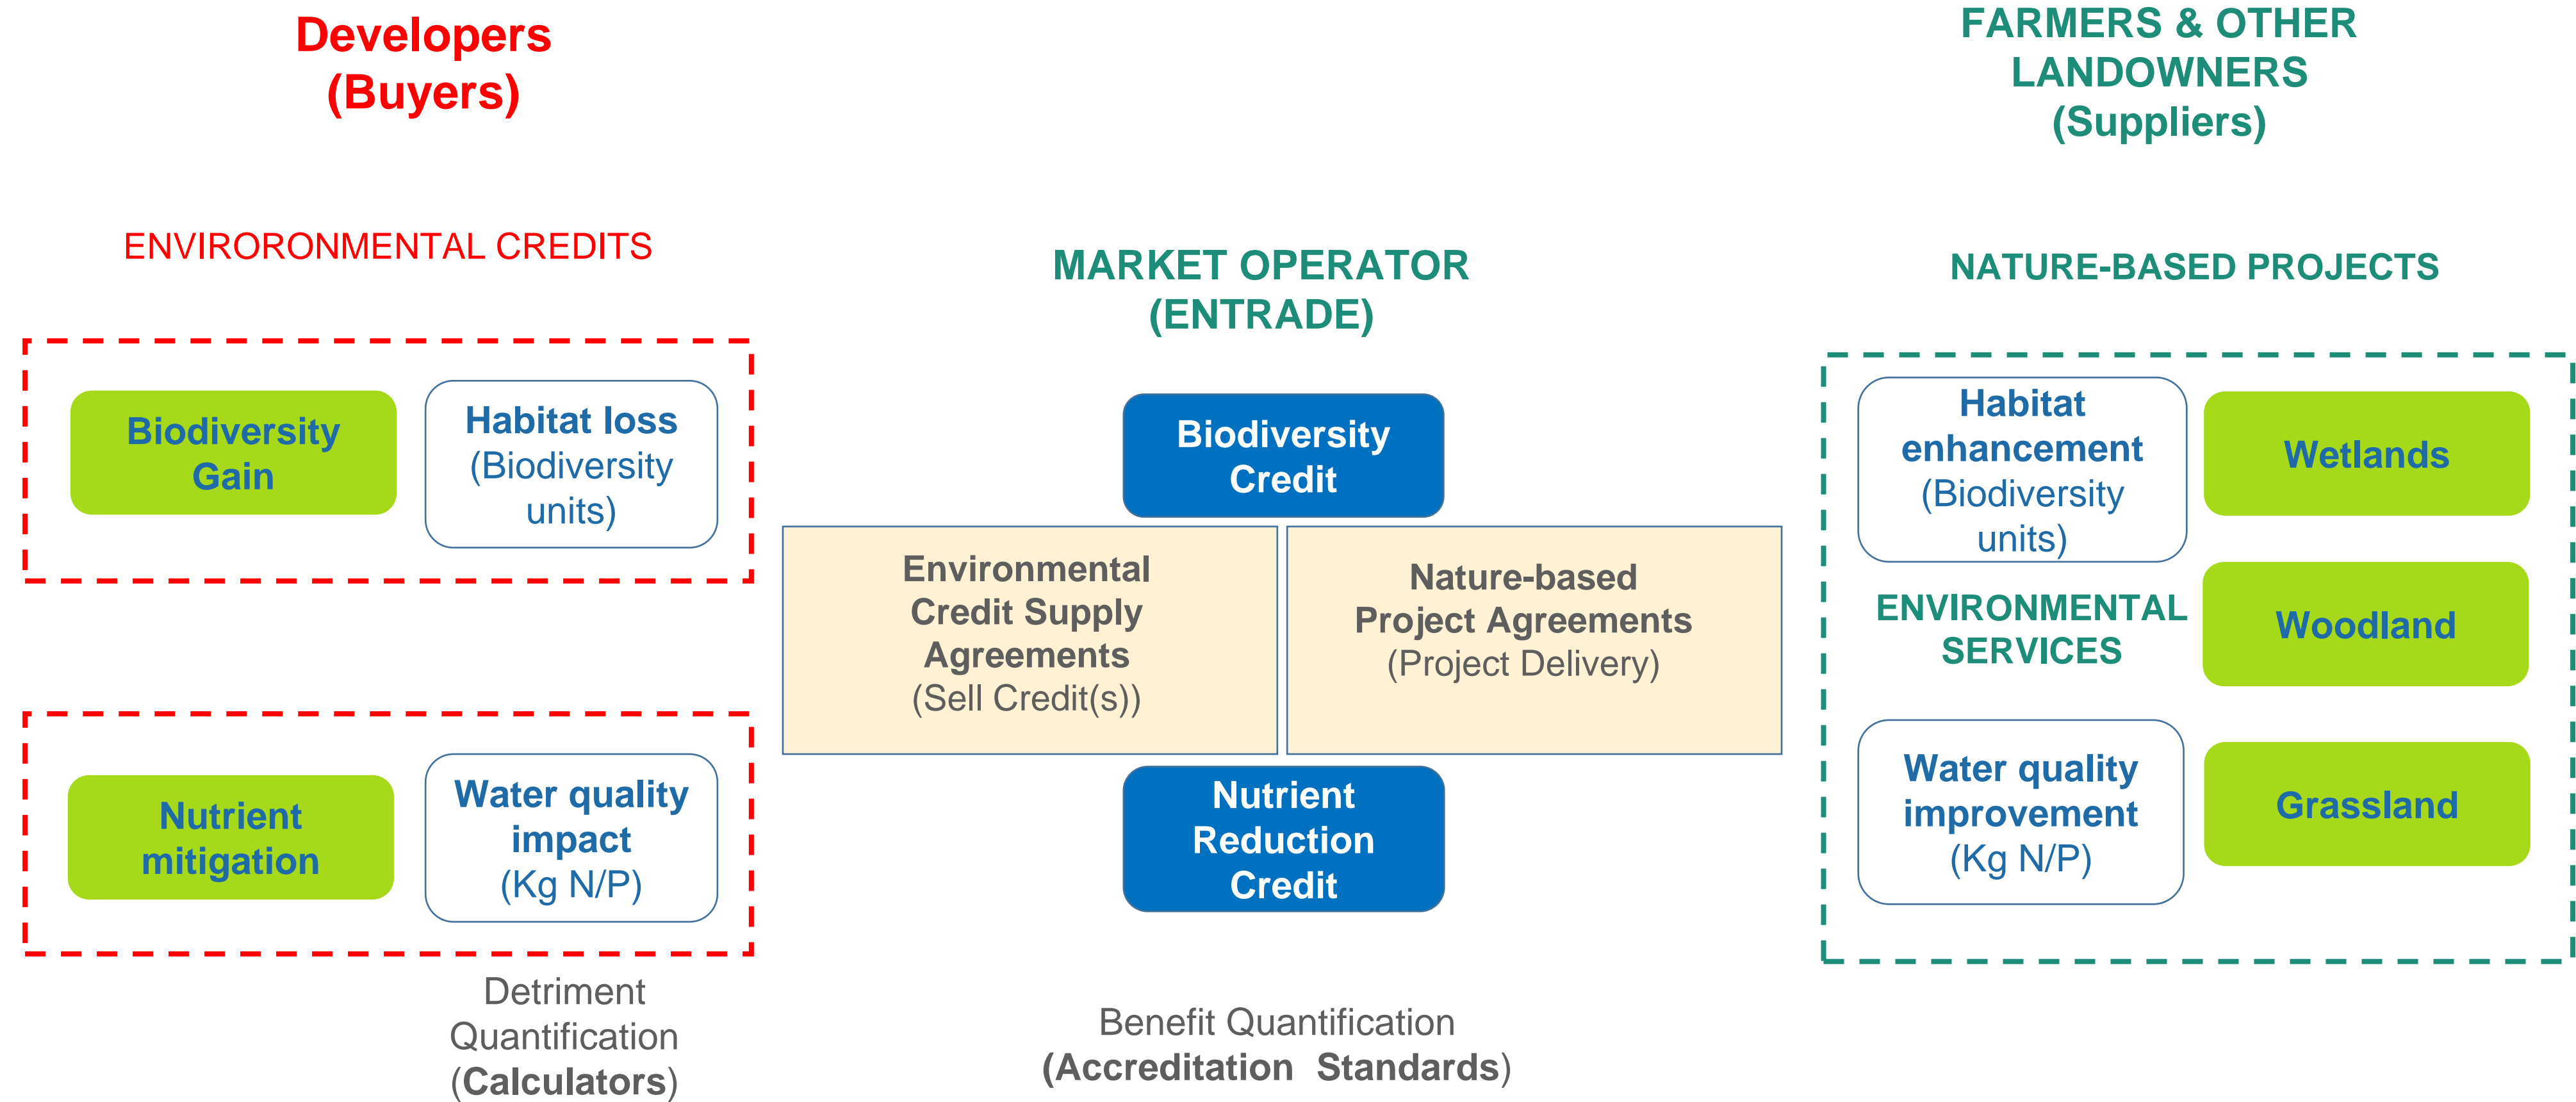 Developers
(Buyers)
FARMERS & OTHER
LANDOWNERS
(Suppliers)
ENVIRORONMENTAL CREDITS
MARKET OPERATOR
(ENTRADE)
NATURE-BASED PROJECTS
Biodiversity
Gain
Habitat loss
(Biodiversity
units)
Biodiversity
Credit
Environmental
Credit Supply
Agreements
(Sell Credit(s))
Nature-based
Project Agreements
(Project Delivery)
Nutrient
Reduction
Credit
Habitat
enhancement
(Biodiversity
units)
Wetlands
ENVIRONMENTAL
SERVICES
Woodland
Water quality
improvement
(Kg N/P)
Grassland
Nutrient
mitigation
Water quality
impact
(Kg N/P)
Detriment
Quantification
(Calculators)
Benefit Quantification
(Accreditation  Standards)